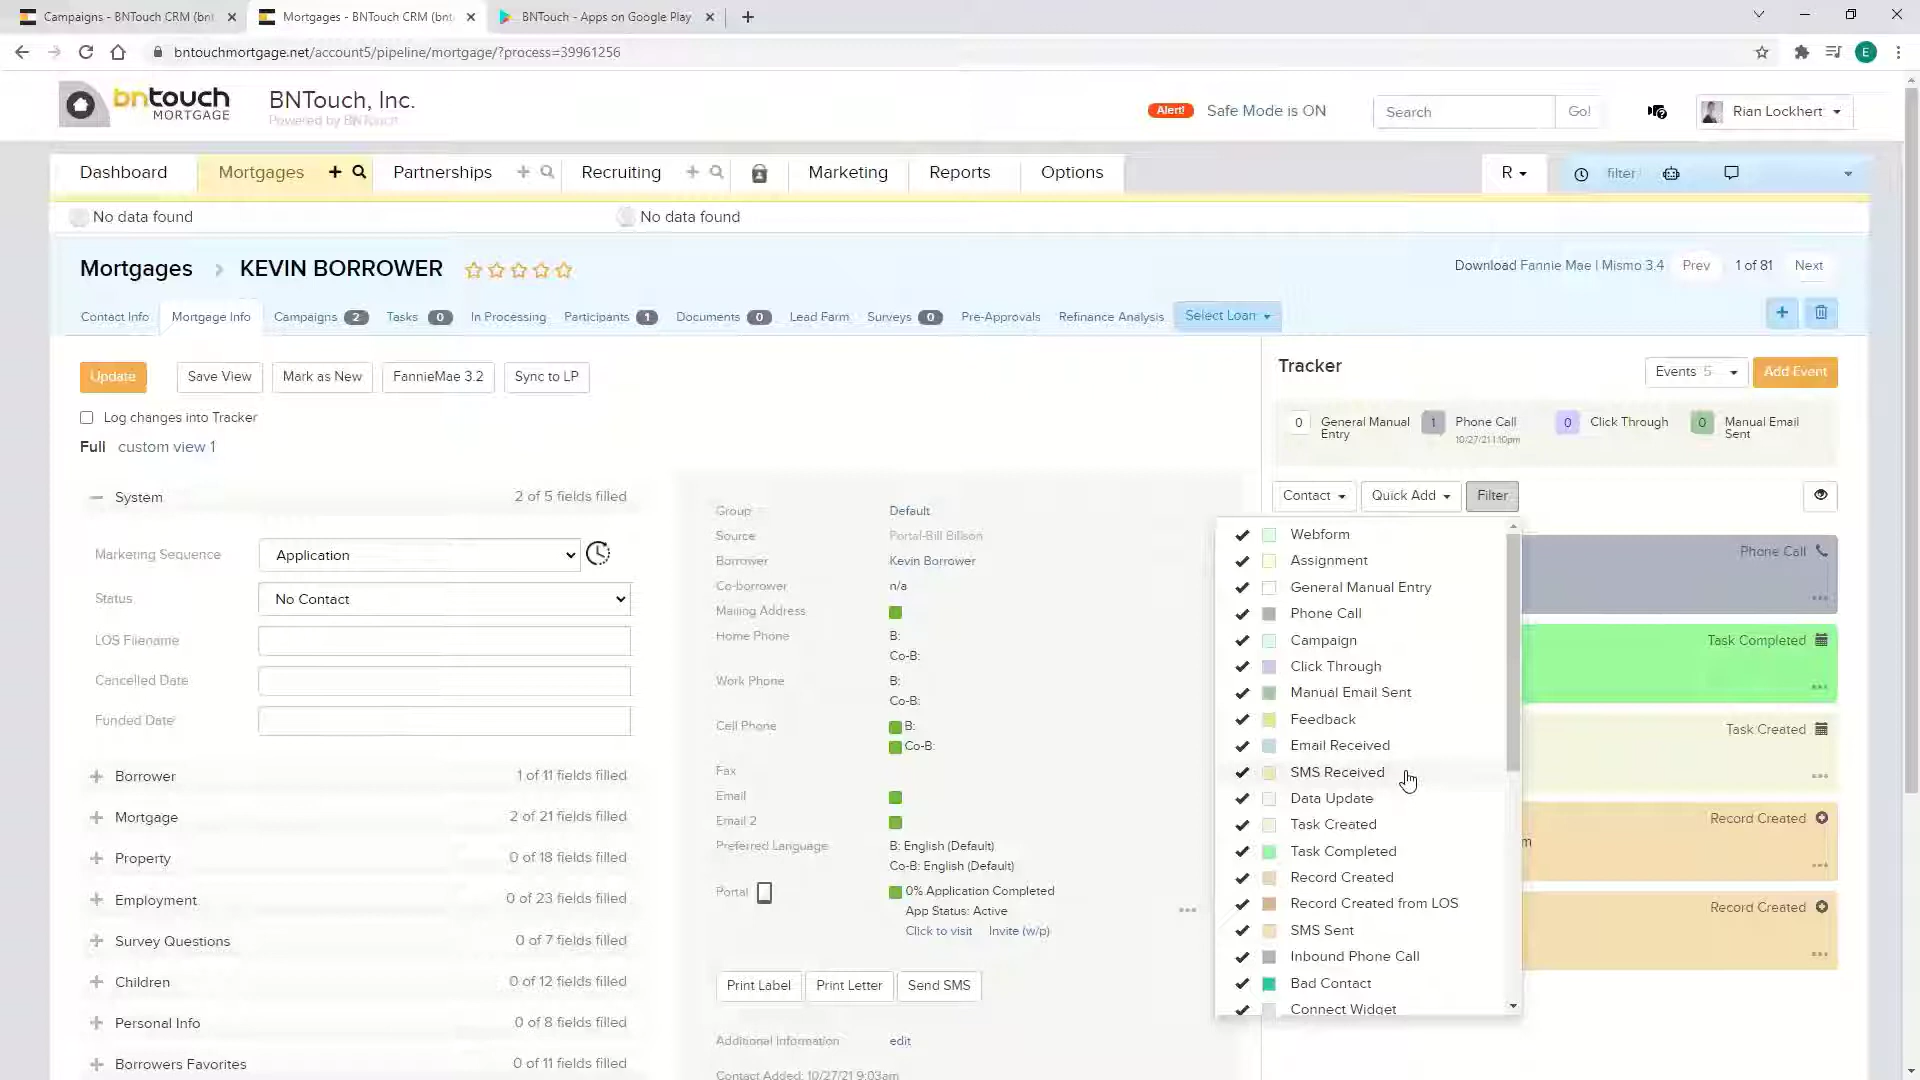 Campaigns - BNTouch CRM (bnt
Mortgages - BNTouch CRM (bnt
BNTouch - Apps on Google Play
bntouchmortgage.net/account5/pipeline/mortgage/?process=39961256
E
bntouch
MORTGAGE
BNTouch, Inc.
Powered by BNTouch
Alert!
Safe Mode is ON
Search
Go!
Rian Lockhert
Dashboard
Mortgages
Partnerships
Recruiting
Marketing
Reports
Options
R
filter
No data found
No data found
Mortgages > KEVIN BORROWER
Download Fannie Mae | Mismo 3.4
Prev
1 of 81
Next
Contact Info
Mortgage Info
Campaigns 2
Tasks 0
In Processing
Participants 1
Documents 0
Lead Farm
Surveys 0
Pre-Approvals
Refinance Analysis
Select Loan
Update
Save View
Mark as New
FannieMae 3.2
Sync to LP
Log changes into Tracker
Full custom view 1
System
2 of 5 fields filled
Marketing Sequence
Application
Status
No Contact
LOS Filename
Cancelled Date
Funded Date
Borrower
1 of 11 fields filled
Mortgage
2 of 21 fields filled
Property
0 of 18 fields filled
Employment
0 of 23 fields filled
Survey Questions
0 of 7 fields filled
Children
0 of 12 fields filled
Personal Info
0 of 8 fields filled
Borrowers Favorites
0 of 11 fields filled
Group
Default
Source
Portal-Bill Billson
Borrower
Kevin Borrower
Co-borrower
n/a
Mailing Address
Home Phone
B:
Co-B:
Work Phone
B:
Co-B:
Cell Phone
B:
Co-B:
Fax
Email
Email 2
Preferred Language
B: English (Default)
Co-B: English (Default)
Portal
0% Application Completed
App Status: Active
Click to visit
Invite (w/p)
Print Label
Print Letter
Send SMS
Additional Information
edit
Contact Added: 10/27/21 9:03am
Tracker
Events 5
Add Event
0
General Manual Entry
1
Phone Call
10/27/21 1:10pm
0
Click Through
0
Manual Email Sent
Contact
Quick Add
Filter
Webform
Assignment
General Manual Entry
Phone Call
Campaign
Click Through
Manual Email Sent
Feedback
Email Received
SMS Received
Data Update
Task Created
Task Completed
Record Created
Record Created from LOS
SMS Sent
Inbound Phone Call
Bad Contact
Connect Widget
Phone Call
Task Completed
Task Created
Record Created
m
Record Created